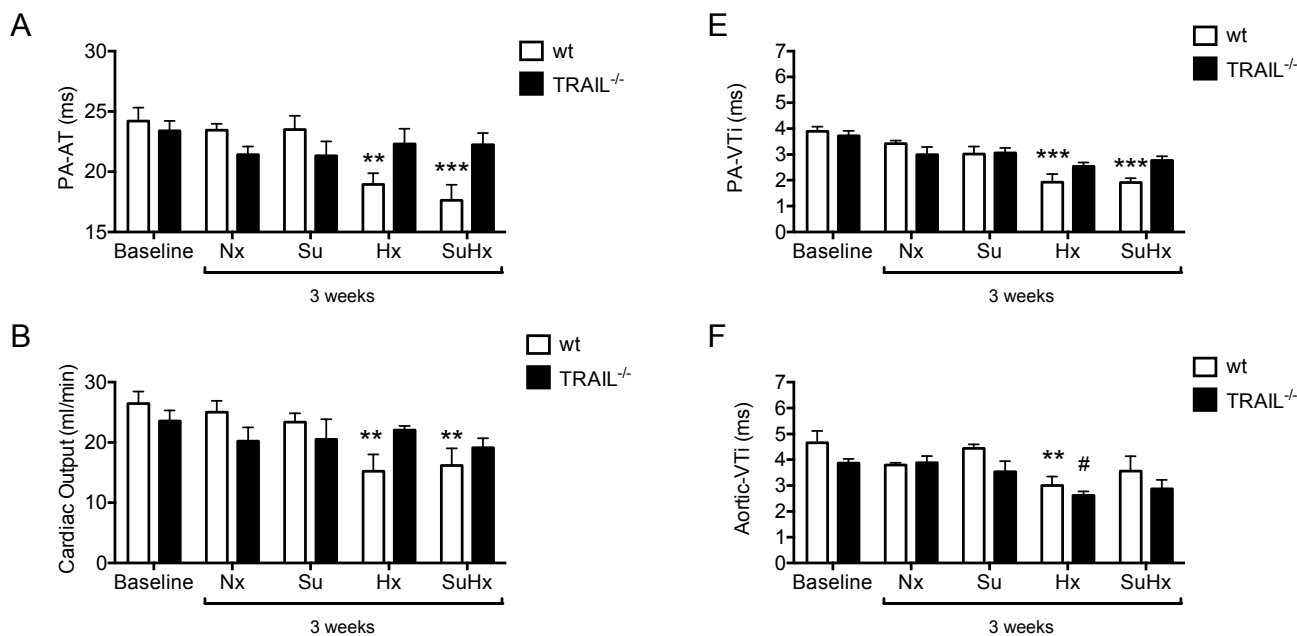 A
30
25
20
15
PA-AT (ms)
wt
TRAIL-/-
**
***
Baseline Nx Su Hx SuHx
3 weeks
B
30
20
10
0
Cardiac Output (ml/min)
wt
TRAIL-/-
** **
Baseline Nx Su Hx SuHx
3 weeks
E
7
6
5
4
3
2
1
0
PA-VTi (ms)
wt
TRAIL-/-
*** ***
Baseline Nx Su Hx SuHx
3 weeks
F
7
6
5
4
3
2
1
0
Aortic-VTi (ms)
wt
TRAIL-/-
** #
Baseline Nx Su Hx SuHx
3 weeks